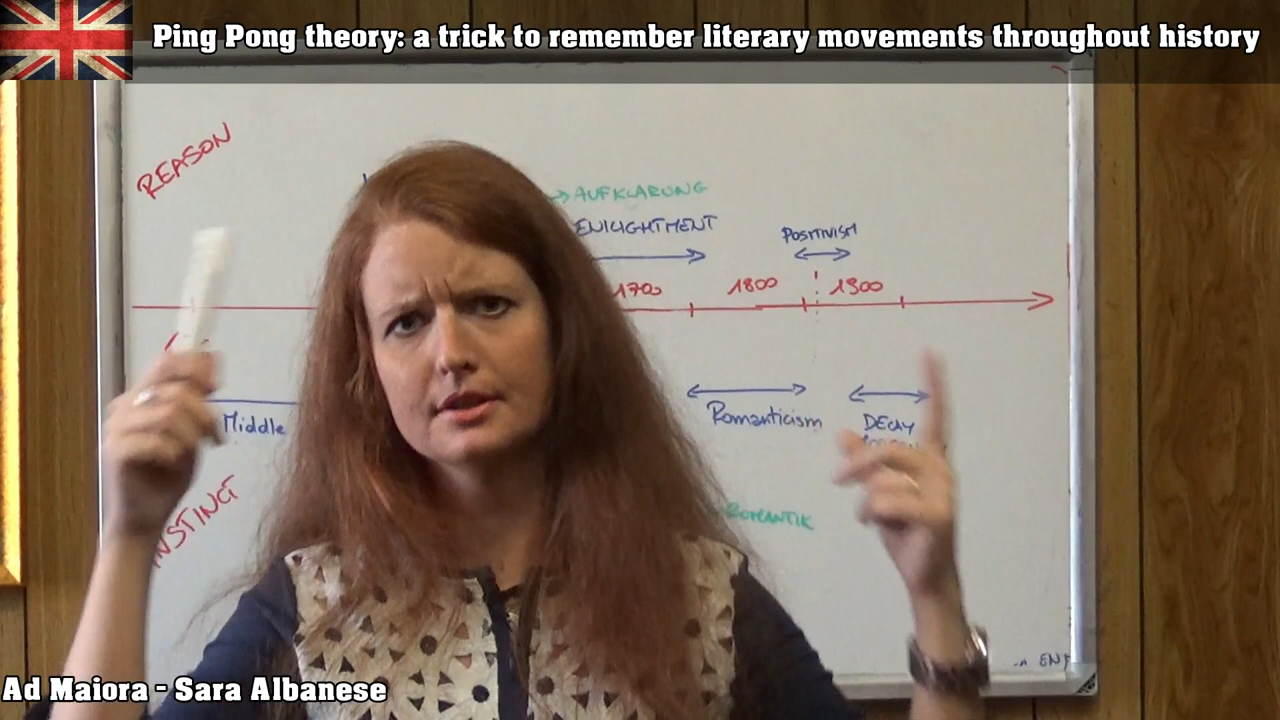 Ping Pong theory: a trick to remember literary movements throughout history
REASON
→ AUFKLARUNG
ENLIGHTMENT
POSITIVISM
1700
1800
1900
Middle
Romanticism
DECAY
INSTINCT
ROMANTIK
Ad Maiora - Sara Albanese